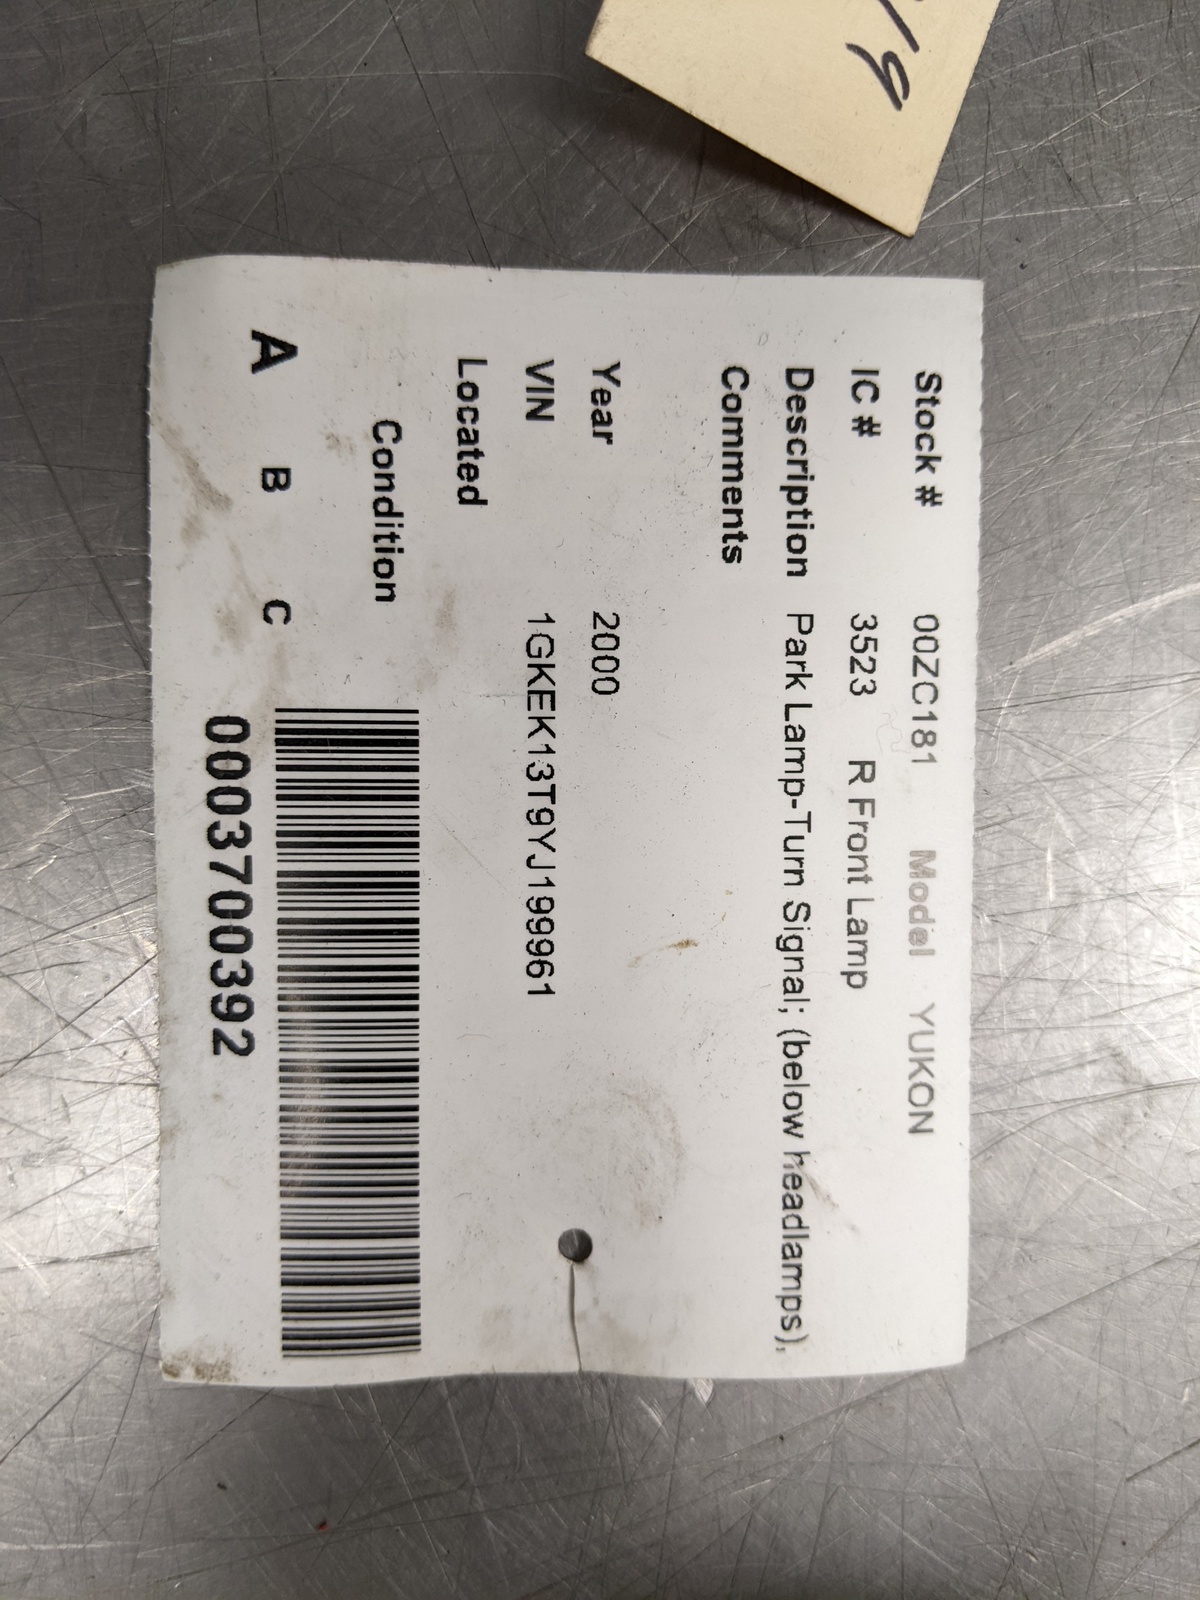 Stock # 00ZC181 Model YUKON
IC # 3523 R Front Lamp
Description Park Lamp-Turn Signal; (below headlamps),
Comments
Year 2000
VIN 1GKEK13T9YJ199961
Located
Condition
A B C
0003700392